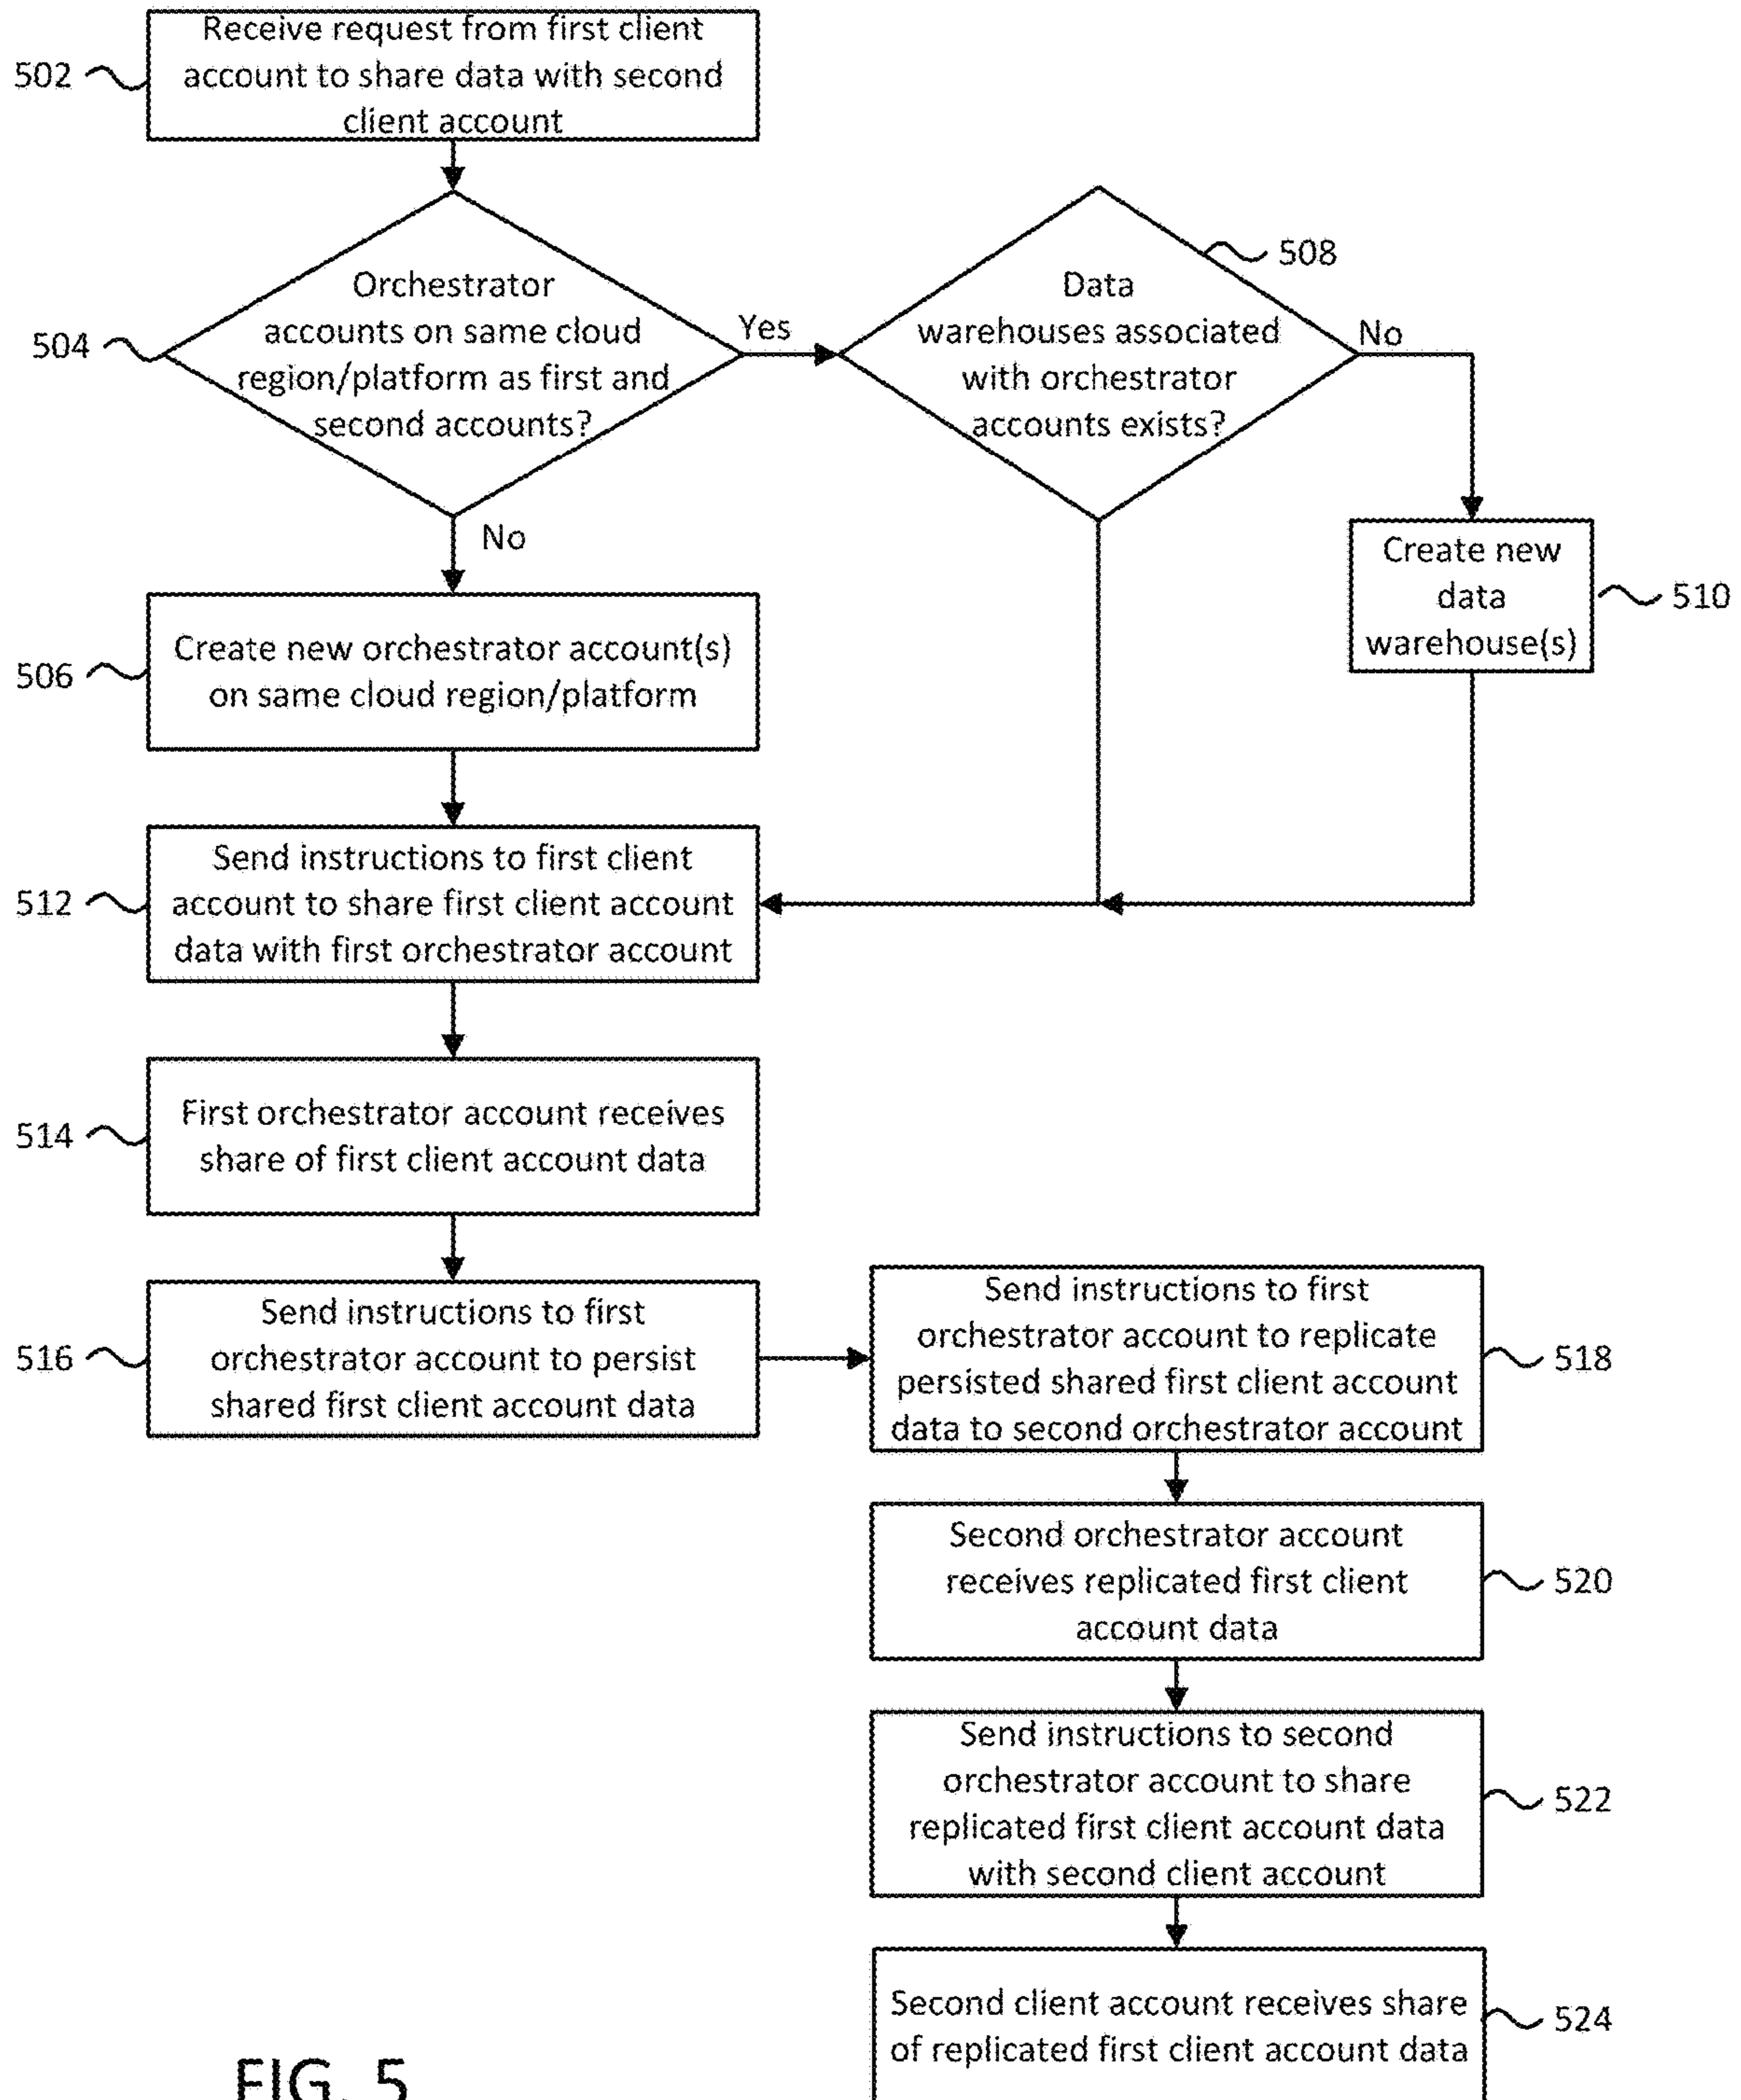 Receive request from first client
account to share data with second
client account
502
Orchestrator
accounts on same cloud
region/platform as first and
second accounts?
504
Yes
No
Data
warehouses associated
with orchestrator
accounts exists?
508
No
Create new
data
warehouse(s)
510
Create new orchestrator account(s)
on same cloud region/platform
506
Send instructions to first client
account to share first client account
data with first orchestrator account
512
First orchestrator account receives
share of first client account data
514
Send instructions to first
orchestrator account to persist
shared first client account data
516
Send instructions to first
orchestrator account to replicate
persisted shared first client account
data to second orchestrator account
518
Second orchestrator account
receives replicated first client
account data
520
Send instructions to second
orchestrator account to share
replicated first client account data
with second client account
522
Second client account receives share
of replicated first client account data
524
FIG. 5